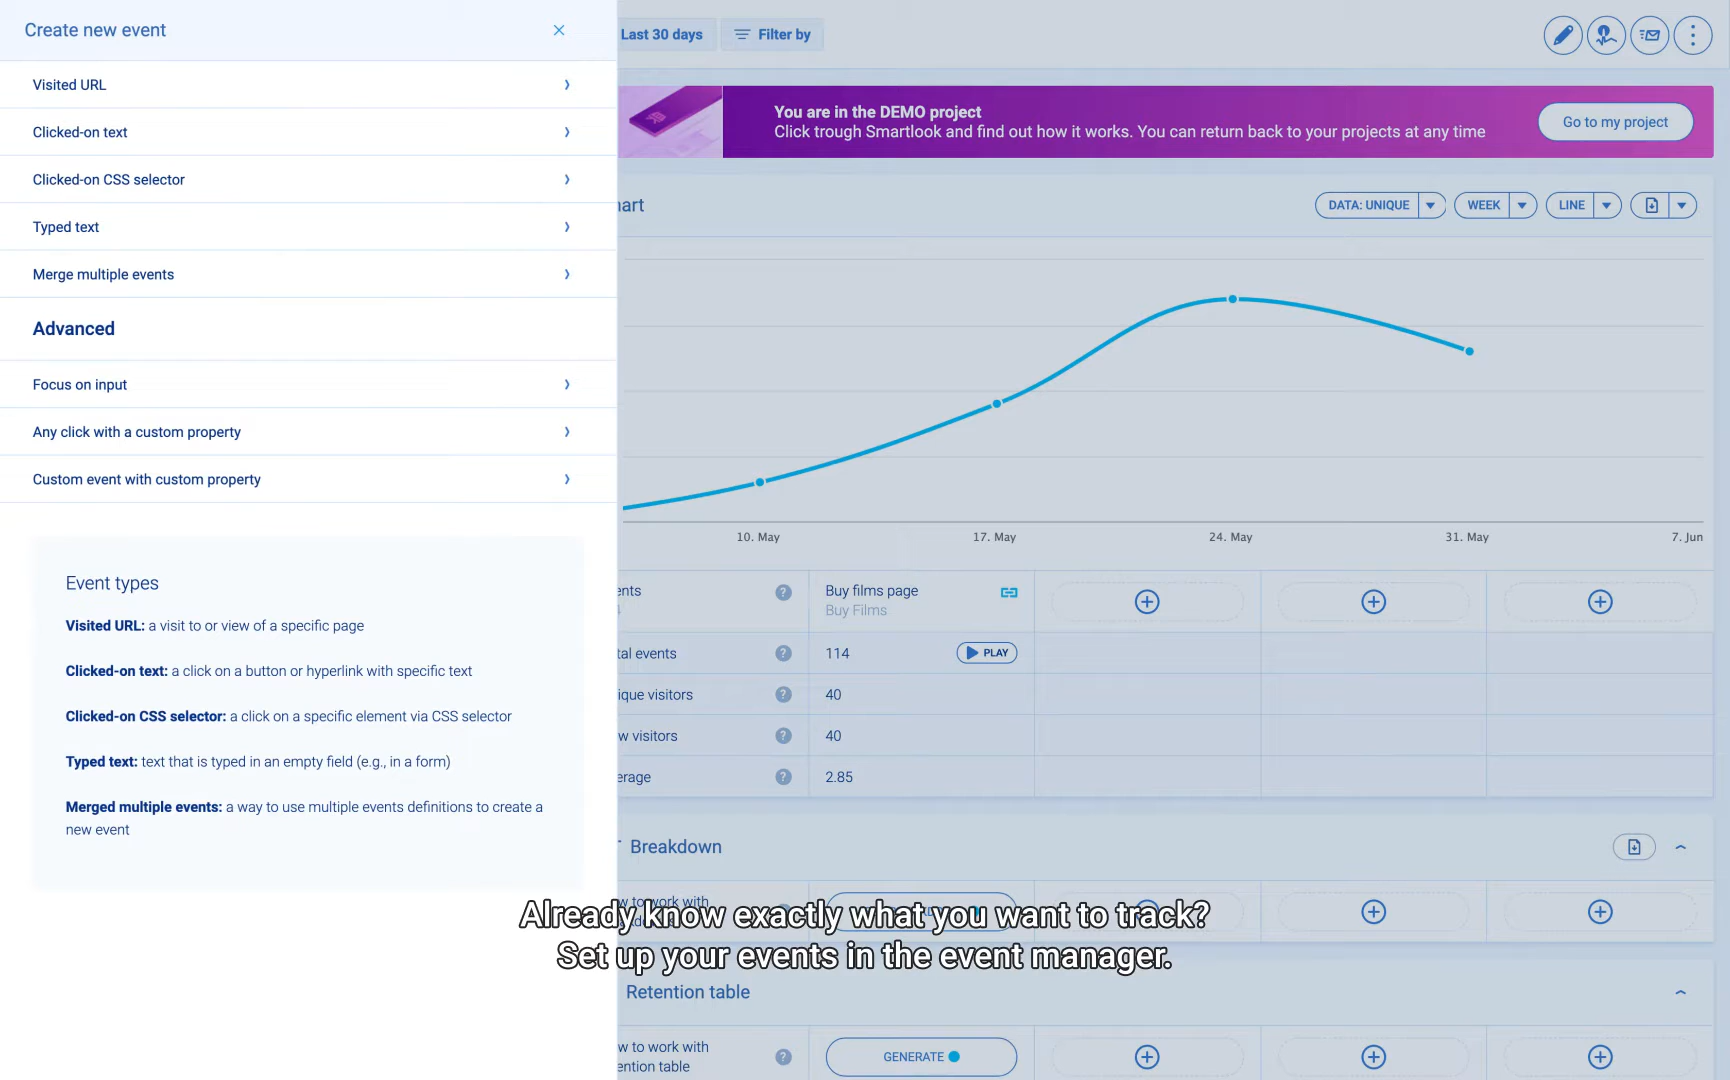 Create new event
Visited URL
Clicked-on text
Clicked-on CSS selector
Typed text
Merge multiple events
Advanced
Focus on input
Any click with a custom property
Custom event with custom property
Event types
Visited URL: a visit to or view of a specific page
Clicked-on text: a click on a button or hyperlink with specific text
Clicked-on CSS selector: a click on a specific element via CSS selector
Typed text: text that is typed in an empty field (e.g., in a form)
Merged multiple events: a way to use multiple events definitions to create a
new event
Last 30 days
Filter by
You are in the DEMO project
Click trough Smartlook and find out how it works. You can return back to your projects at any time
Go to my project
art
DATA: UNIQUE
WEEK
LINE
10. May
17. May
24. May
31. May
7. Jun
ents
Buy films page
Buy Films
tal events
114
PLAY
ique visitors
40
w visitors
40
erage
2.85
Breakdown
w to work with
Already know exactly what you want to track?
Set up your events in the event manager.
Retention table
w to work with
ention table
GENERATE